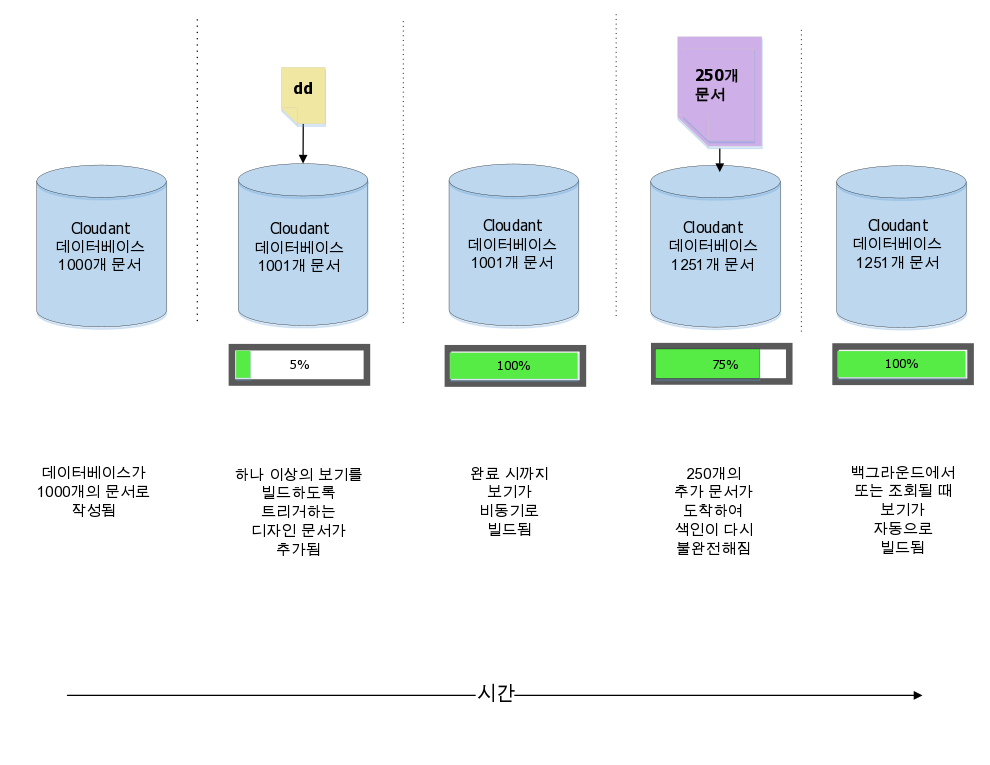 dd
250개
문서
Cloudant
데이터베이스
1000개 문서
Cloudant
데이터베이스
1001개 문서
Cloudant
데이터베이스
1001개 문서
Cloudant
데이터베이스
1251개 문서
Cloudant
데이터베이스
1251개 문서
5%
100%
75%
100%
데이터베이스가
1000개의 문서로
작성됨
하나 이상의 보기를
빌드하도록
트리거하는
디자인 문서가
추가됨
완료 시까지
보기가
비동기로
빌드됨
250개의
추가 문서가
도착하여
색인이 다시
불완전해짐
백그라운드에서
또는 조회될 때
보기가
자동으로
빌드됨
시간